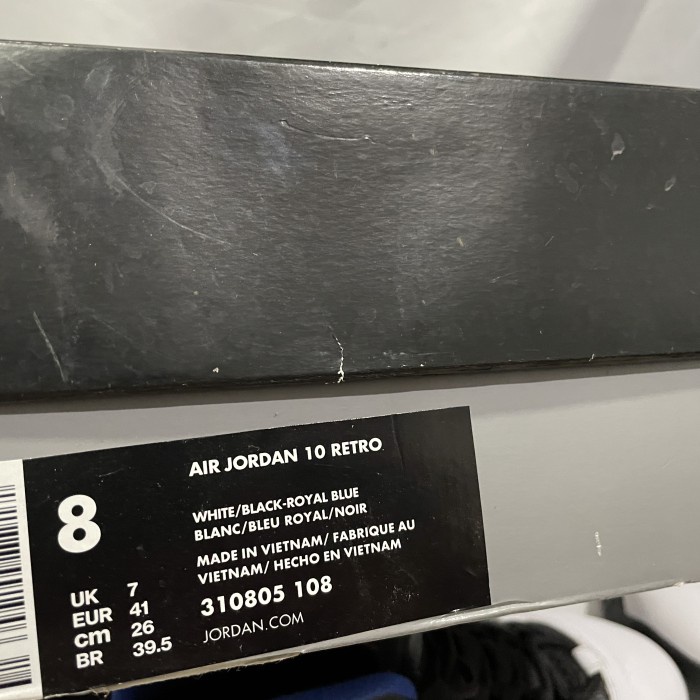 AIR JORDAN 10 RETRO
8
WHITE/BLACK-ROYAL BLUE
BLANC/BLEU ROYAL/NOIR
MADE IN VIETNAM/ FABRIQUE AU
VIETNAM/ HECHO EN VIETNAM
310805 108
JORDAN.COM
UK 7
EUR 41
cm 26
BR 39.5